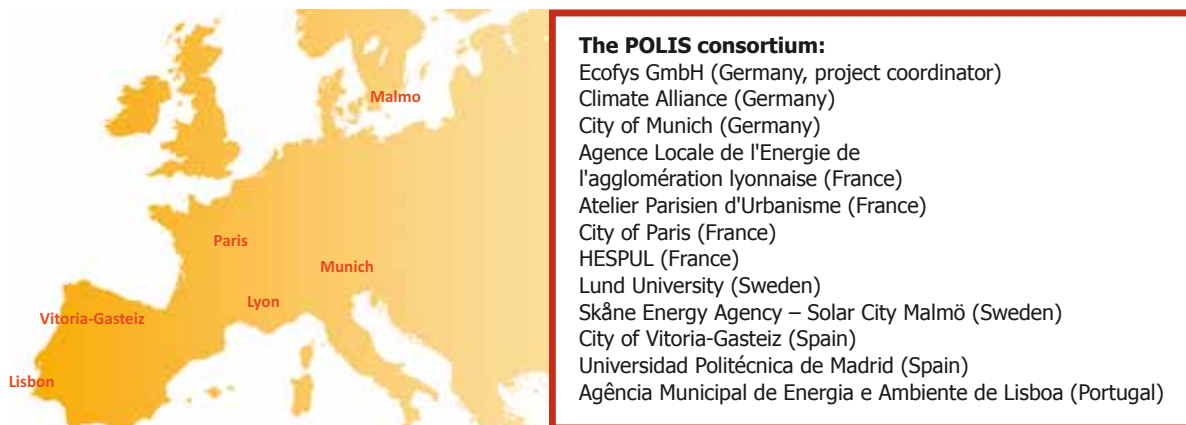 Malmo
Paris
Munich
Lyon
Vitoria-Gasteiz
Lisbon
The POLIS consortium:
Ecofys GmbH (Germany, project coordinator)
Climate Alliance (Germany)
City of Munich (Germany)
Agence Locale de l'Energie de
l'agglomération lyonnaise (France)
Atelier Parisien d'Urbanisme (France)
City of Paris (France)
HESPUL (France)
Lund University (Sweden)
Skåne Energy Agency – Solar City Malmö (Sweden)
City of Vitoria-Gasteiz (Spain)
Universidad Politécnica de Madrid (Spain)
Agência Municipal de Energia e Ambiente de Lisboa (Portugal)